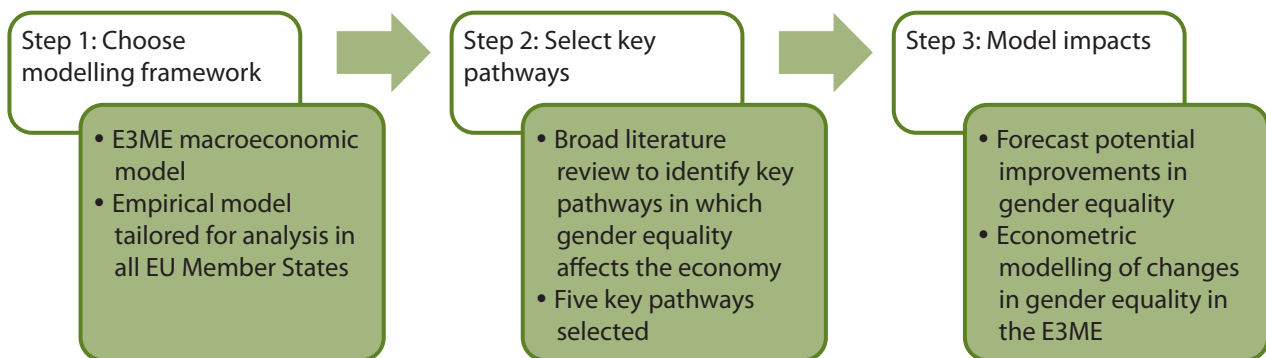 Step 1: Choose
modelling framework
• E3ME macroeconomic
model
• Empirical model
tailored for analysis in
all EU Member States
Step 2: Select key
pathways
• Broad literature
review to identify key
pathways in which
gender equality
affects the economy
• Five key pathways
selected
Step 3: Model impacts
• Forecast potential
improvements in
gender equality
• Econometric
modelling of changes
in gender equality in
the E3ME